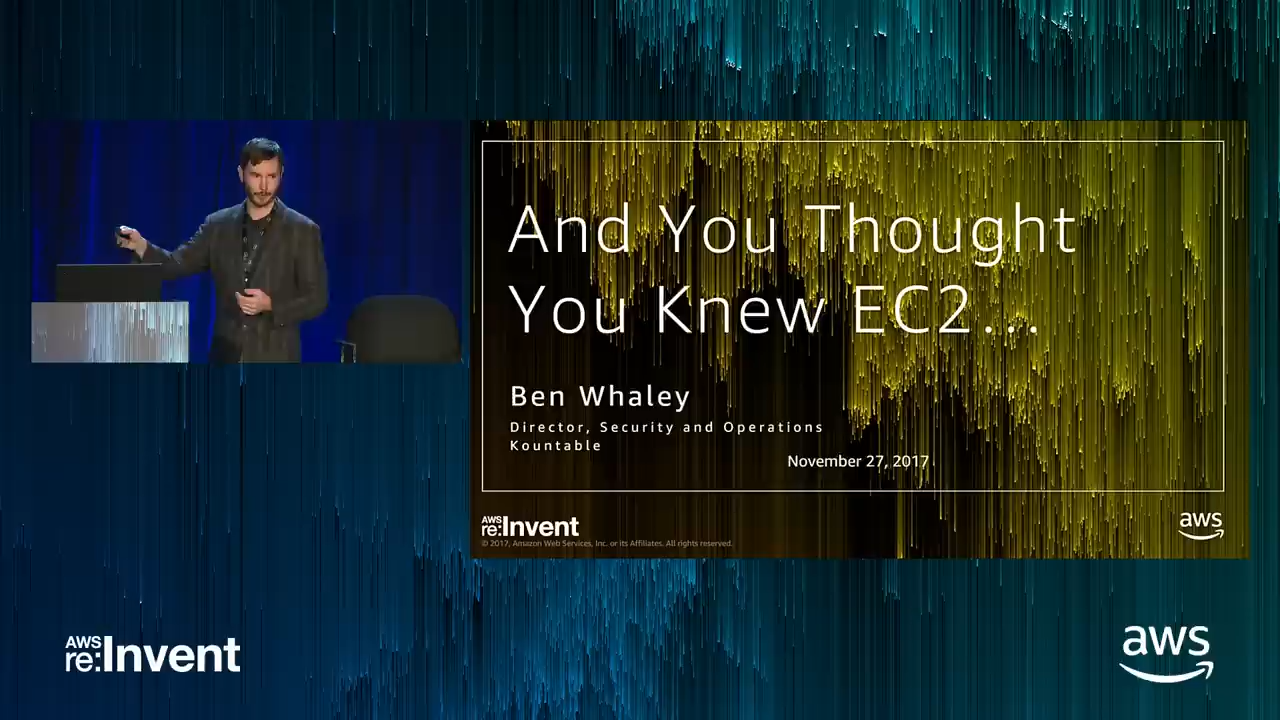 And You Thought
You Knew EC2...
Ben Whaley
Director, Security and Operations
Kountable
November 27, 2017
AWS
re:Invent
© 2017, Amazon Web Services, Inc. or its Affiliates. All rights reserved.
aws
AWS
re:Invent
aws